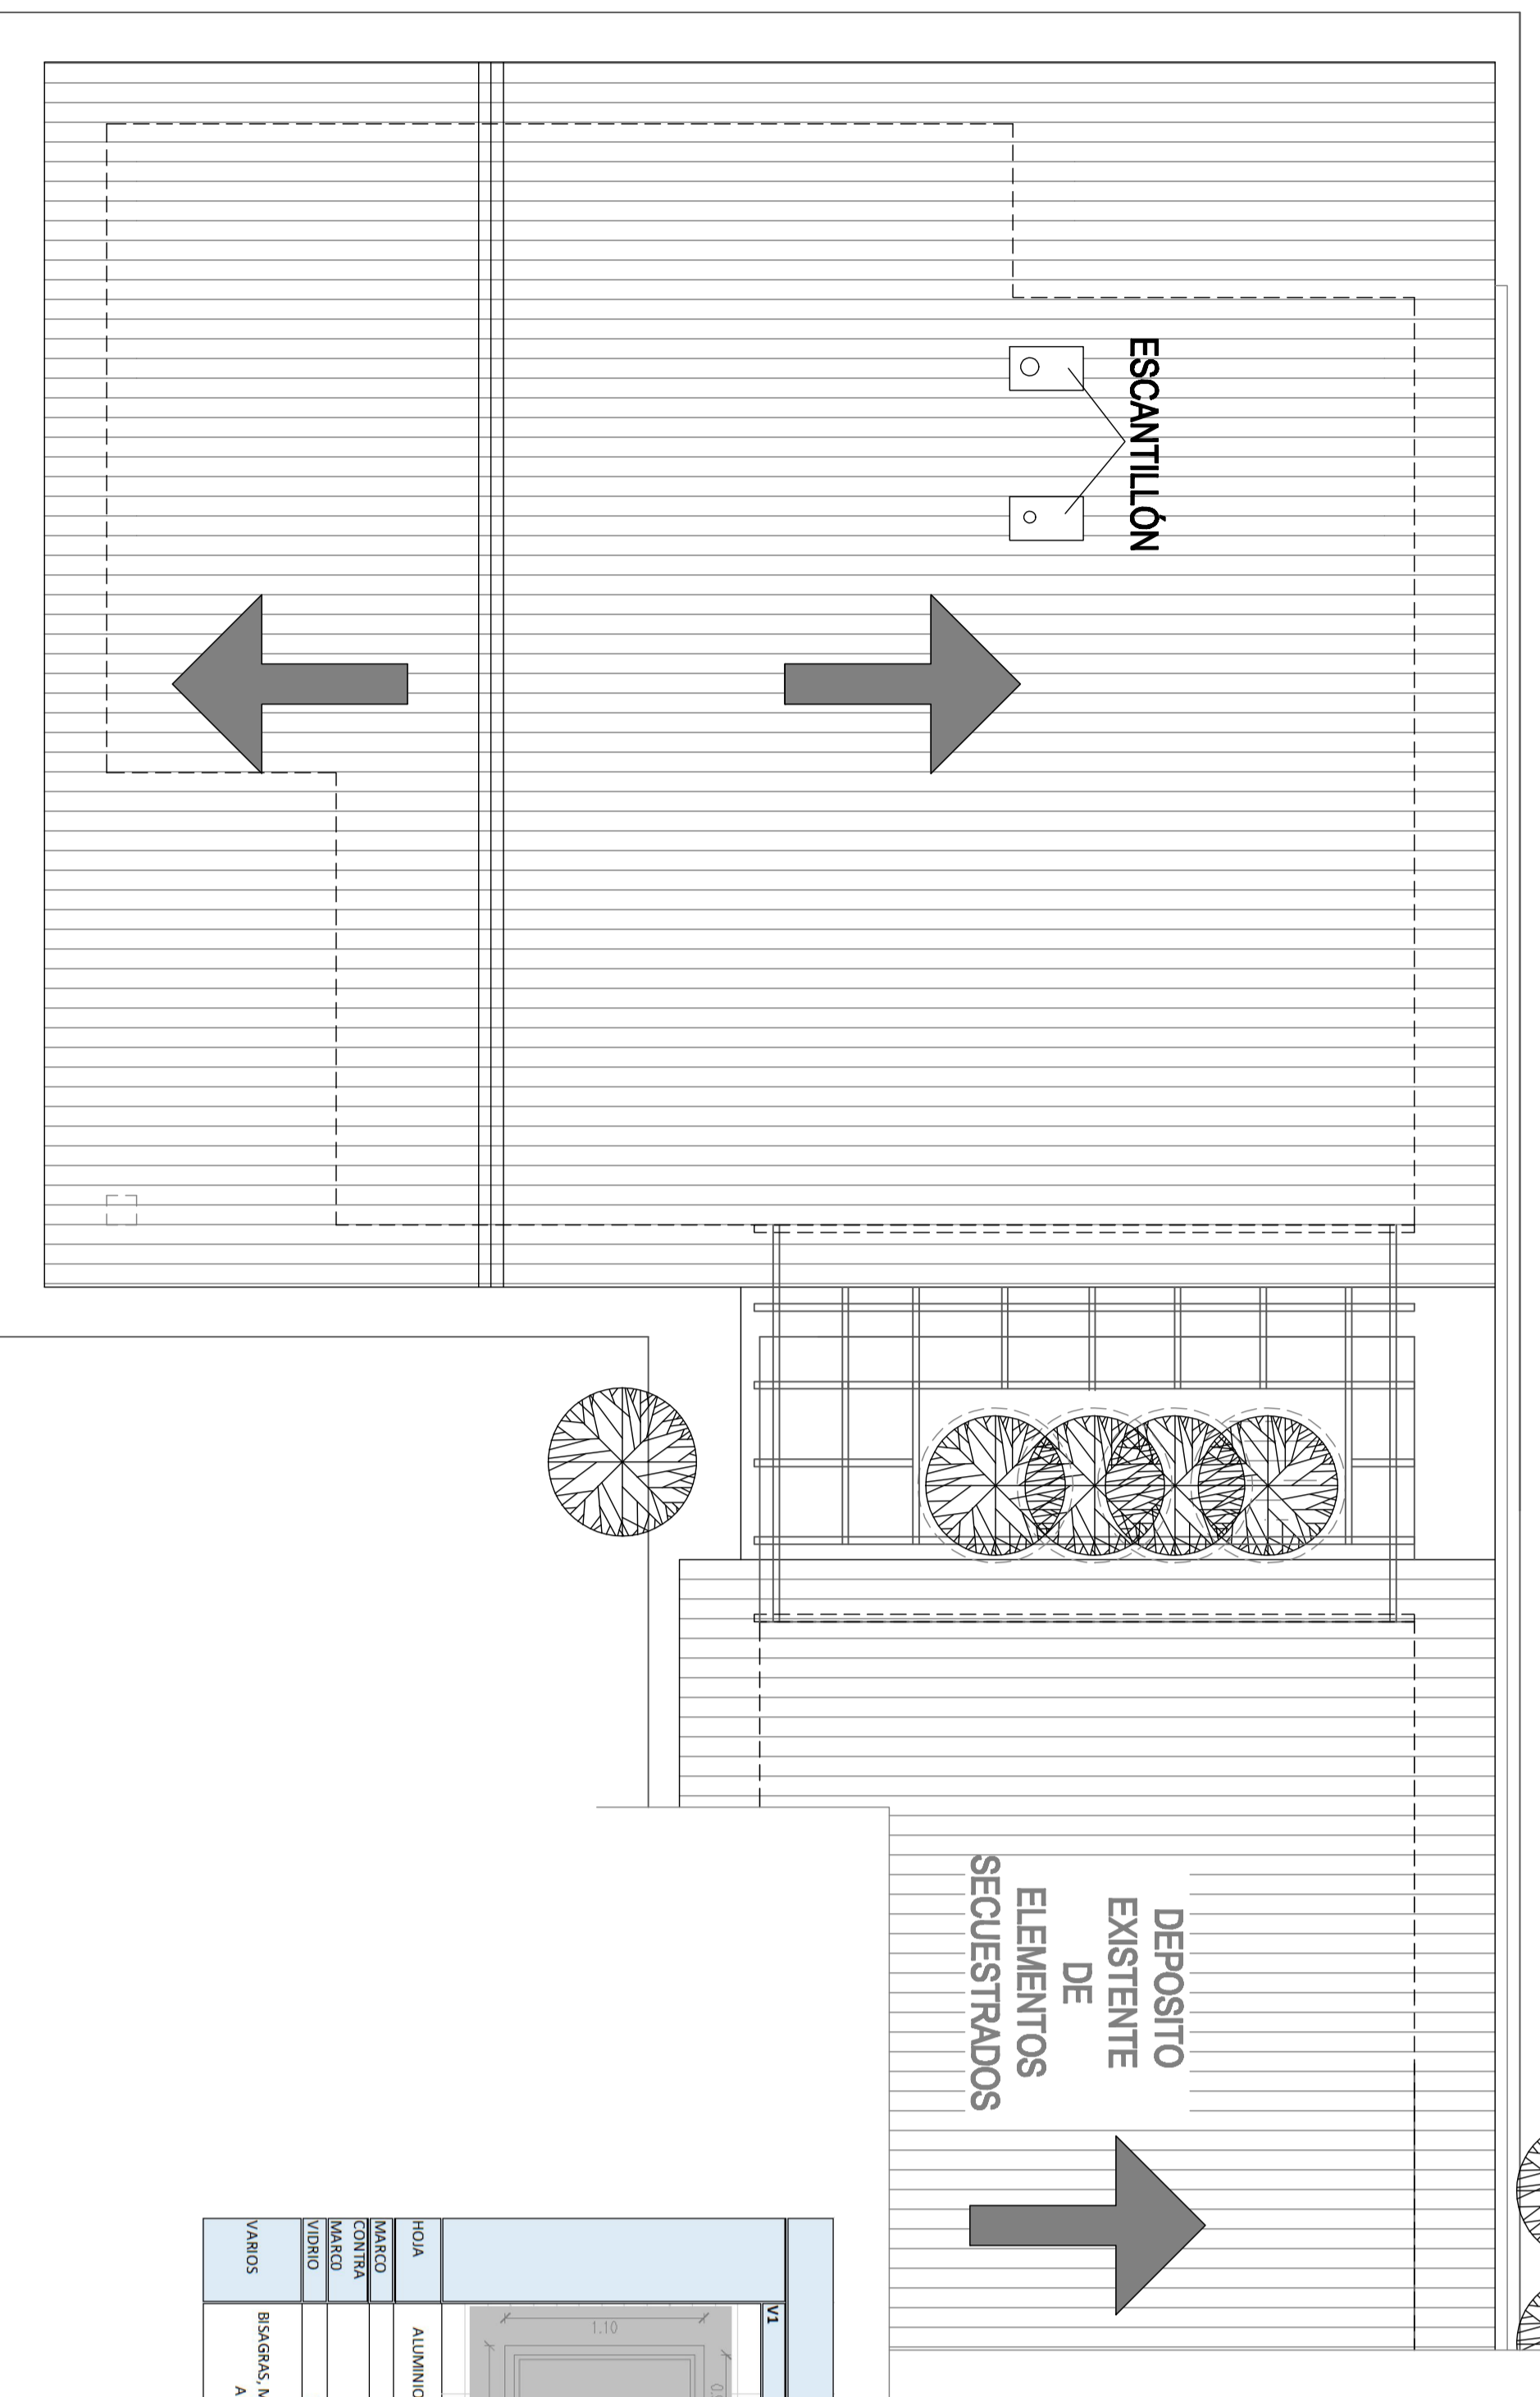 ESCANTILLÓN
DEPOSITO
EXISTENTE
DE
ELEMENTOS
SECUESTRADOS
V1
1.10
HOJA
ALUMINIO
MARCO
CONTRA
MARCO
VIDRIO
VARIOS
BISAGRAS,
A